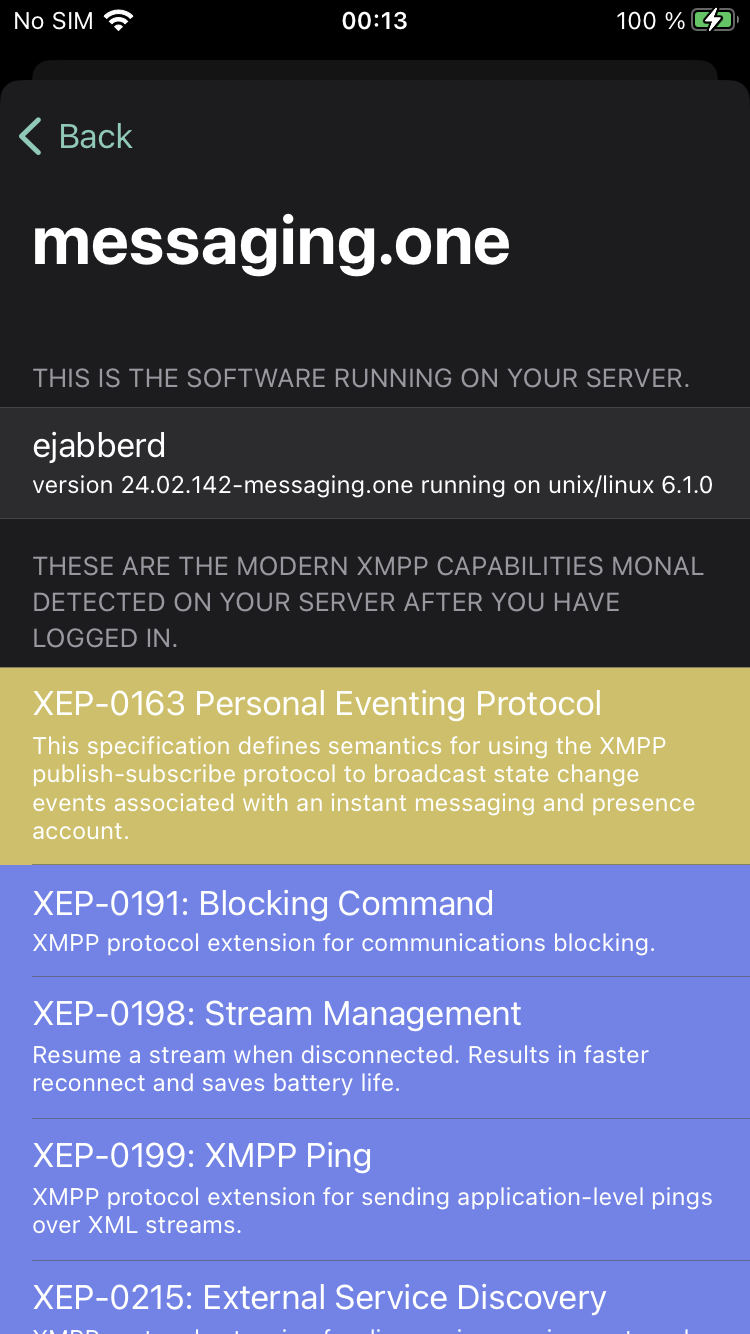 No SIM 00:13 100 %
Back
messaging.one
THIS IS THE SOFTWARE RUNNING ON YOUR SERVER.
ejabberd
version 24.02.142-messaging.one running on unix/linux 6.1.0
THESE ARE THE MODERN XMPP CAPABILITIES MONAL
DETECTED ON YOUR SERVER AFTER YOU HAVE
LOGGED IN.
XEP-0163 Personal Eventing Protocol
This specification defines semantics for using the XMPP
publish-subscribe protocol to broadcast state change
events associated with an instant messaging and presence
account.
XEP-0191: Blocking Command
XMPP protocol extension for communications blocking.
XEP-0198: Stream Management
Resume a stream when disconnected. Results in faster
reconnect and saves battery life.
XEP-0199: XMPP Ping
XMPP protocol extension for sending application-level pings
over XML streams.
XEP-0215: External Service Discovery